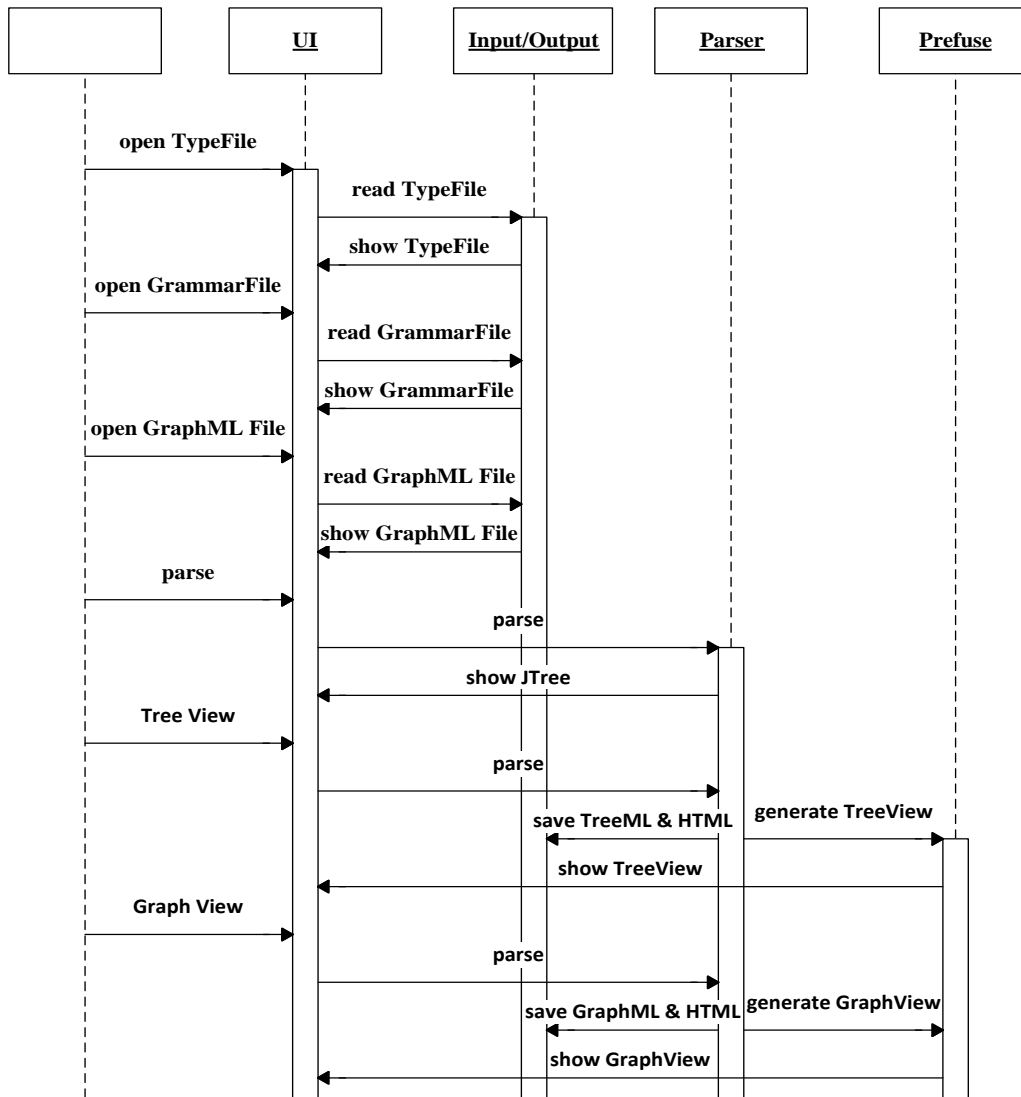 UI
Input/Output
Parser
Prefuse
open TypeFile
read TypeFile
show TypeFile
open GrammarFile
read GrammarFile
show GrammarFile
open GraphML File
read GraphML File
show GraphML File
parse
parse
show JTree
Tree View
parse
save TreeML & HTML
generate TreeView
show TreeView
Graph View
parse
save GraphML & HTML
generate GraphView
show GraphView